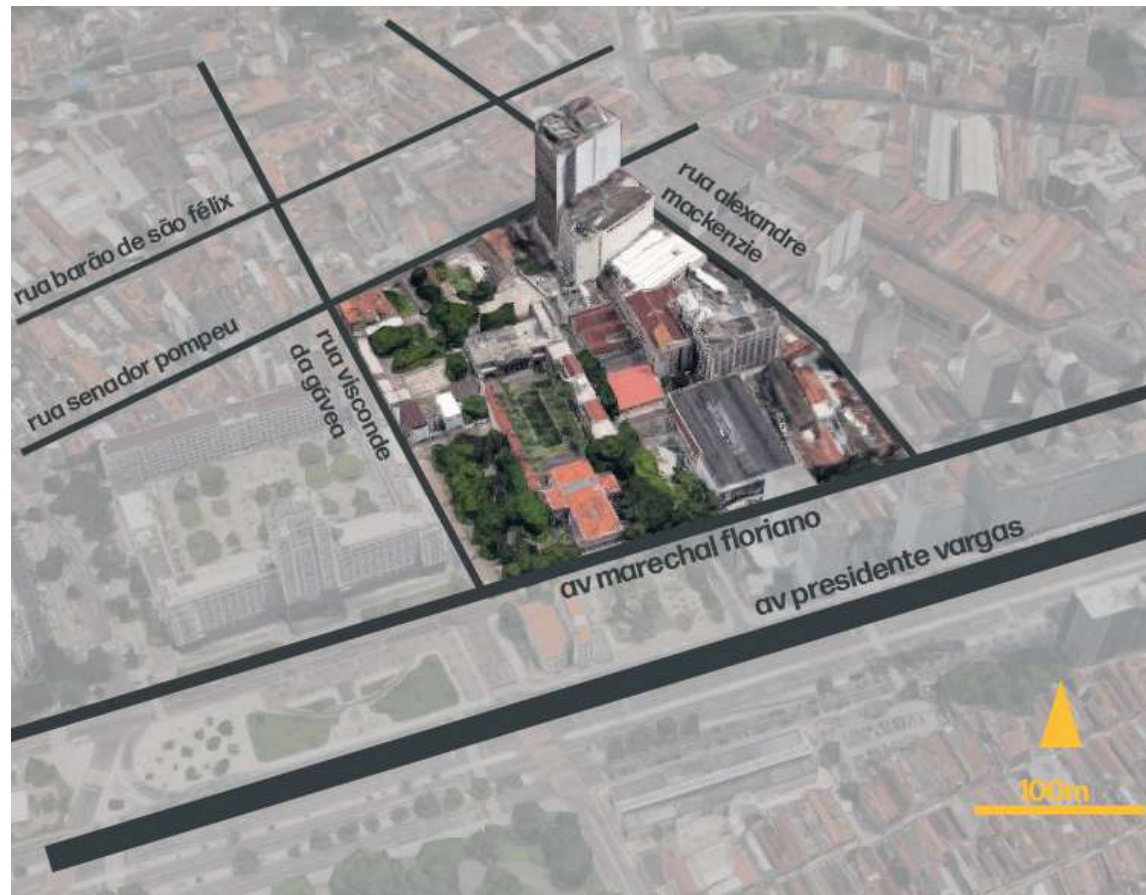 rua barão de são félix
rua senador pompeu
rua visconde
da gávea
rua alexandre
mackenzie
av marechal floriano
av presidente vargas
100m